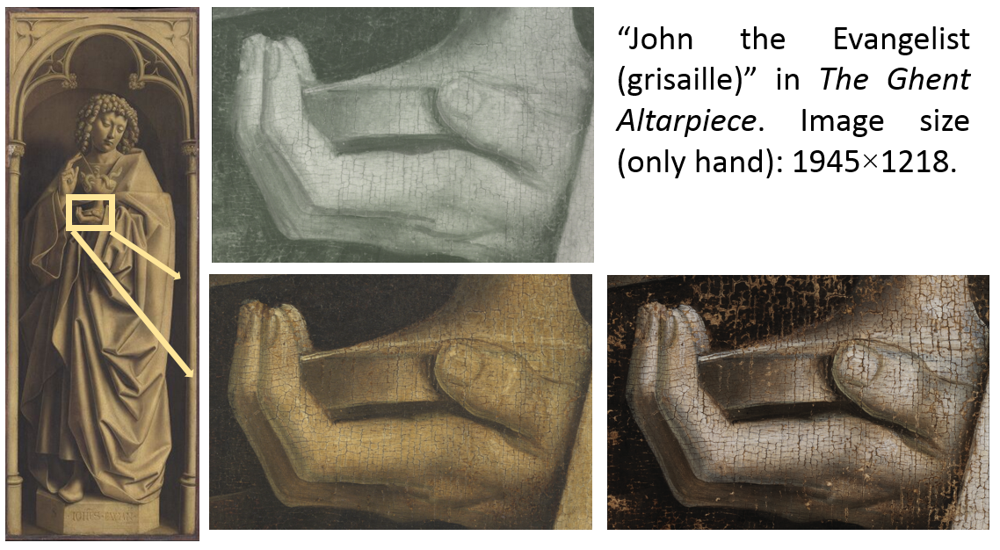 “John the Evangelist
(grisaille)” in The Ghent
Altarpiece. Image size
(only hand): 1945×1218.